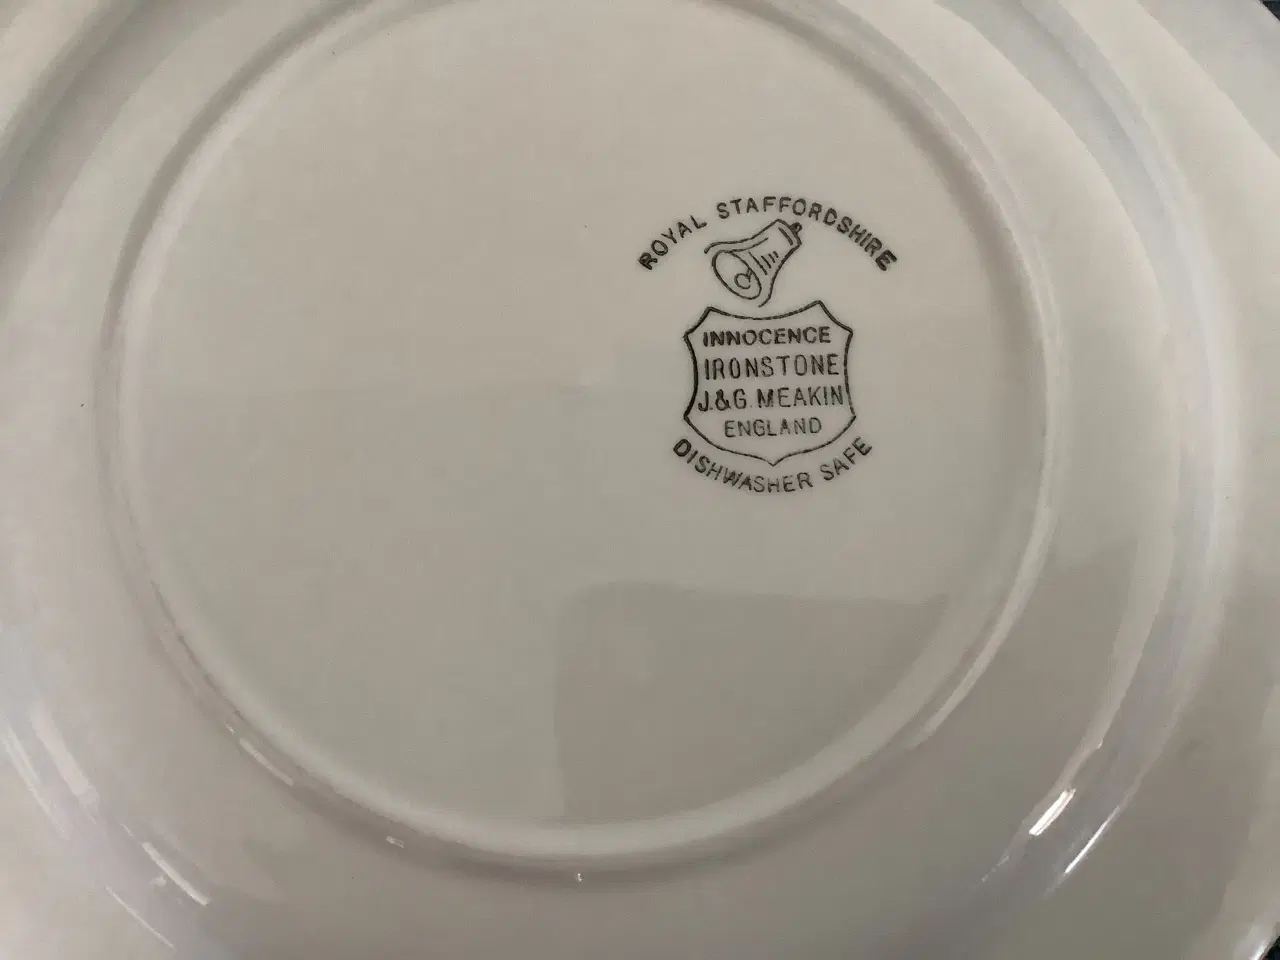 ROYAL STAFFORDSHIRE
INNOCENCE
IRONSTONE
J.&G. MEAKIN
ENGLAND
DISHWASHER SAFE